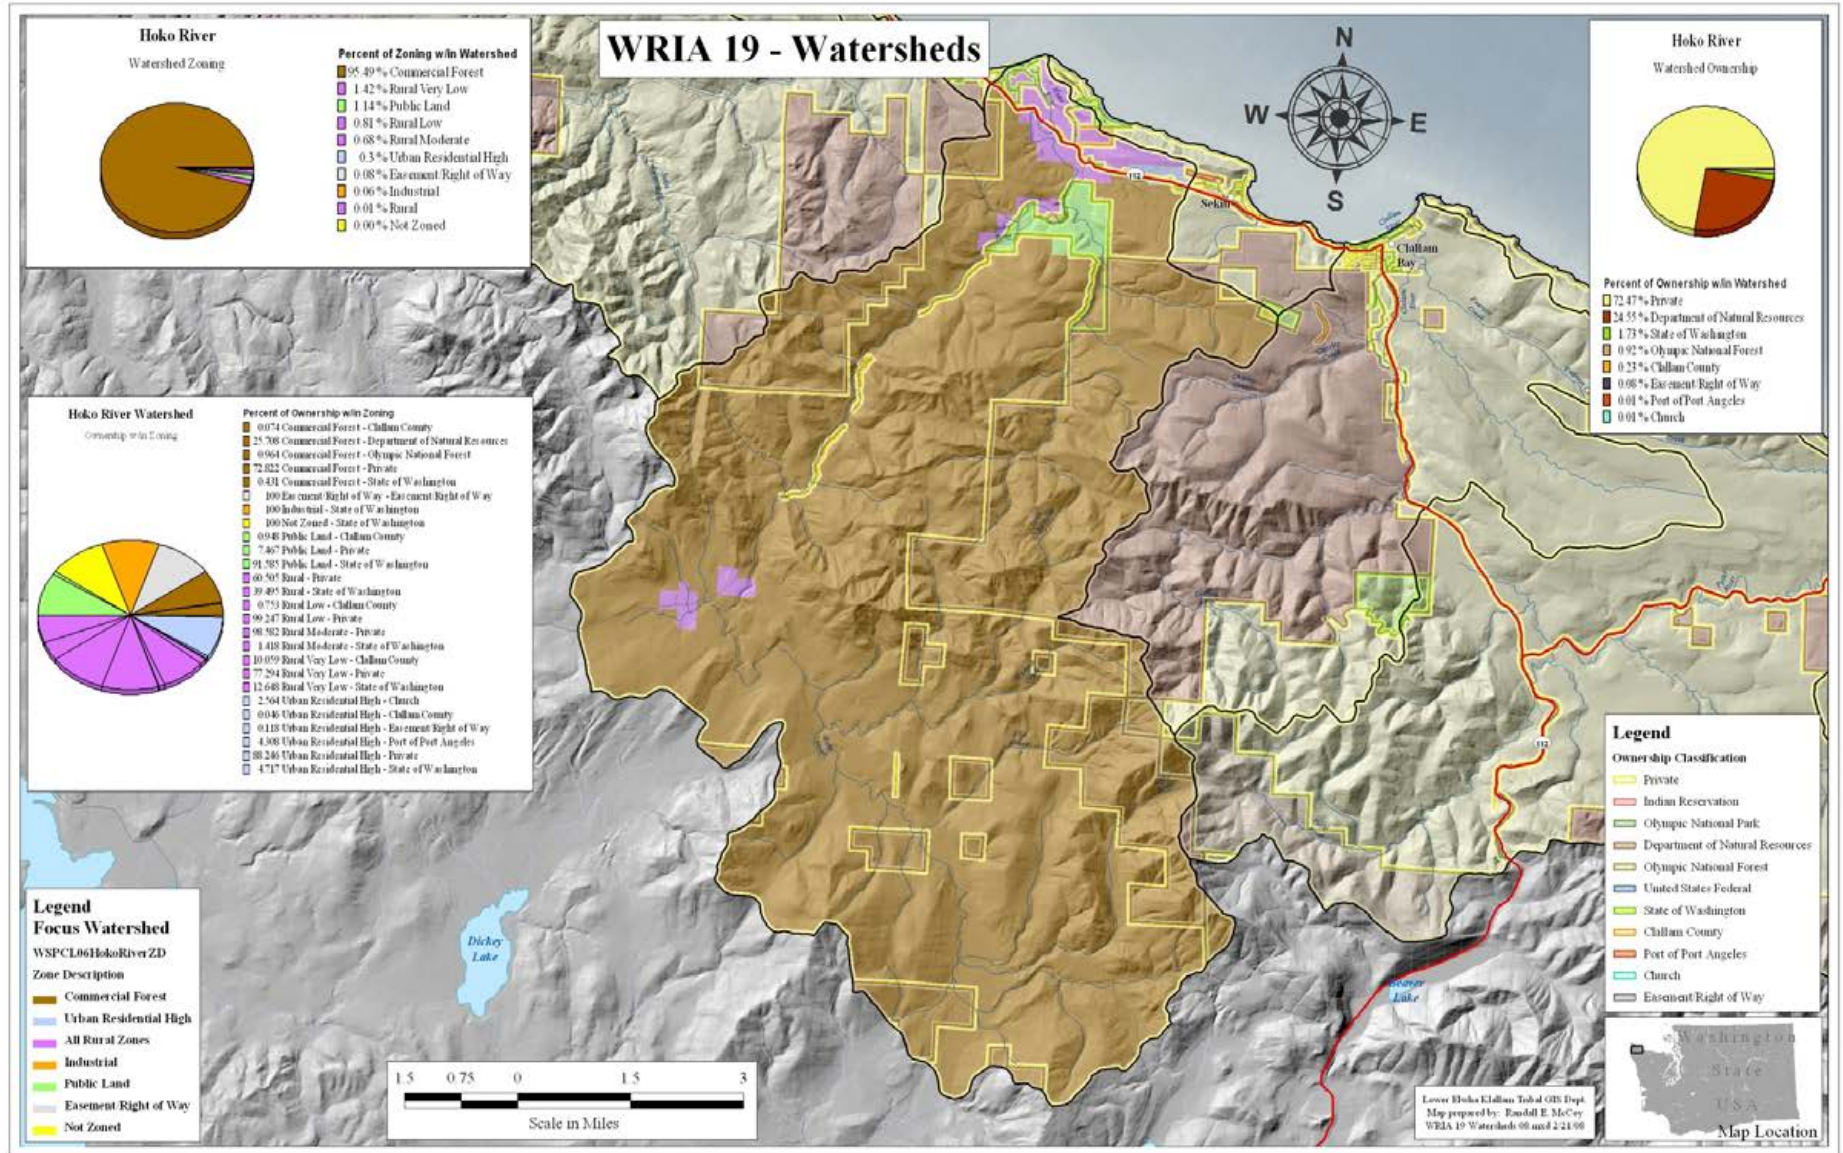 WRIA 19 - Watersheds
Hoko River
Watershed Zoning
Percent of Zoning w/in Watershed
95.49 % Commercial Forest
1.42 % Rural Very Low
1.14 % Public Land
0.81 % Rural Low
0.68 % Rural Moderate
0.3 % Urban Residential High
0.08 % Easement/Right of Way
0.06 % Industrial
0.01 % Rural
0.00 % Not Zoned
N
W
E
S
Hoko River
Watershed Ownership
Percent of Ownership w/in Watershed
72.47 % Private
24.55 % Department of Natural Resources
1.73 % State of Washington
0.92 % Olympic National Forest
0.23 % Clallam County
0.08 % Easement/Right of Way
0.01 % Port of Port Angeles
0.01 % Church
112
Sekiu
Clallam
Bay
Hoko River Watershed
Ownership w/in Zoning
Percent of Ownership w/in Zoning
0.074 Commercial Forest - Clallam County
25.708 Commercial Forest - Department of Natural Resources
0.964 Commercial Forest - Olympic National Forest
72.822 Commercial Forest - Private
0.431 Commercial Forest - State of Washington
100 Easement/Right of Way - Easement/Right of Way
100 Industrial - State of Washington
100 Not Zoned - State of Washington
0.948 Public Land - Clallam County
7.467 Public Land - Private
91.585 Public Land - State of Washington
60.505 Rural - Private
39.495 Rural - State of Washington
0.753 Rural Low - Clallam County
99.247 Rural Low - Private
98.582 Rural Moderate - Private
1.418 Rural Moderate - State of Washington
10.059 Rural Very Low - Clallam County
77.294 Rural Very Low - Private
12.648 Rural Very Low - State of Washington
2.564 Urban Residential High - Church
0.046 Urban Residential High - Clallam County
0.118 Urban Residential High - Easement/Right of Way
4.308 Urban Residential High - Port of Port Angeles
88.246 Urban Residential High - Private
4.717 Urban Residential High - State of Washington
112
Legend
Ownership Classification
Private
Indian Reservation
Olympic National Park
Department of Natural Resources
Olympic National Forest
United States Federal
State of Washington
Clallam County
Port of Port Angeles
Church
Easement/Right of Way
Legend
Focus Watershed
WSPCL06HokoRiverZD
Zone Description
Commercial Forest
Urban Residential High
All Rural Zones
Industrial
Public Land
Easement/Right of Way
Not Zoned
Dickey
Lake
Beaver
Lake
1.5 0.75 0 1.5 3
Scale in Miles
Lower Elwha Klallam Tribal GIS Dept.
Map prepared by: Randall E. McCoy
WRIA 19 Watersheds 08.mxd 2/21/08
Washington
State
USA
Map Location